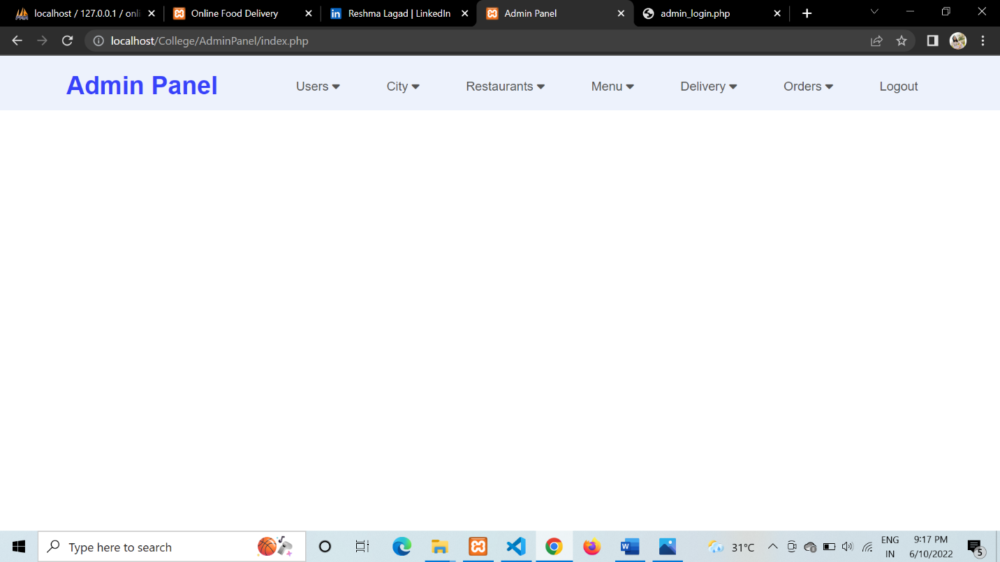 localhost / 127.0.0.1 / onli
Online Food Delivery
Reshma Lagad | LinkedIn
Admin Panel
admin_login.php
localhost/College/AdminPanel/index.php
Admin Panel
Users
City
Restaurants
Menu
Delivery
Orders
Logout
Type here to search
31°C
ENG
IN
9:17 PM
6/10/2022
5